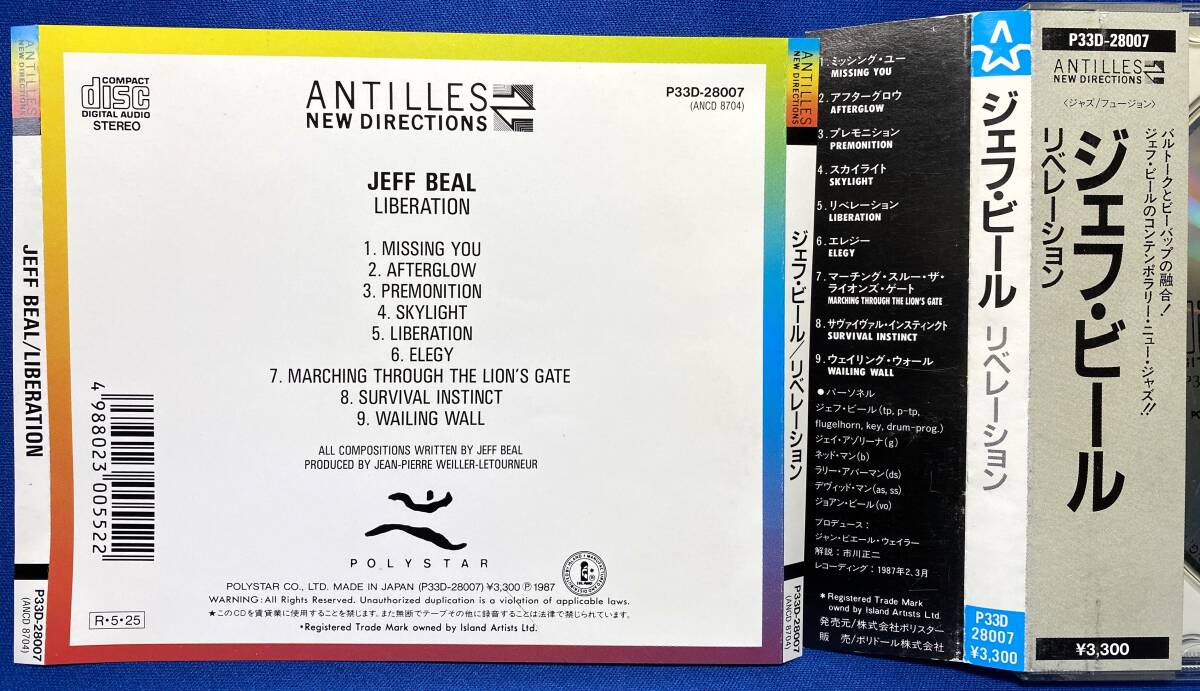 ANTILLES
NEW DIRECTIONS
JEFF BEAL/LIBERATION
P33D-28007
(ANCD 8704)
COMPACT
disc
DIGITAL AUDIO
STEREO
ANTILLES
NEW DIRECTIONS
P33D-28007
(ANCD 8704)
JEFF BEAL
LIBERATION
1. MISSING YOU
2. AFTERGLOW
3. PREMONITION
4. SKYLIGHT
5. LIBERATION
6. ELEGY
7. MARCHING THROUGH THE LION'S GATE
8. SURVIVAL INSTINCT
9. WAILING WALL
ALL COMPOSITIONS WRITTEN BY JEFF BEAL
PRODUCED BY JEAN-PIERRE WEILLER-LETOURNEUR
4 988023 005522
POLYSTAR
R・5・25
POLYSTAR CO., LTD. MADE IN JAPAN (P33D-28007) ¥3,300 Ⓟ 1987
WARNING: All Rights Reserved. Unauthorized duplication is a violation of applicable laws.
★このCDを賃貸業に使用することを禁じます。また無断でテープその他に録音することは法律で禁じられています。
*Registered Trade Mark owned by Island Artists Ltd.
ANTILLES
NEW DIRECTIONS
ジェフ・ビール/リベレーション
P33D-28007
(ANCD 8704)
1.ミッシング・ユー
MISSING YOU
2.アフターグロウ
AFTERGLOW
3.プレモニション
PREMONITION
4.スカイライト
SKYLIGHT
5.リベレーション
LIBERATION
6.エレジー
ELEGY
7.マーチング・スルー・ザ・
ライオンズ・ゲート
MARCHING THROUGH THE LION'S GATE
8.サヴァイヴァル・インスティンクト
SURVIVAL INSTINCT
9.ウェイリング・ウォール
WAILING WALL
●パーソネル
ジェフ・ビール(tp, p-tp,
flugelhorn, key, drum-prog.)
ジェイ・アゾリーナ(g)
ネッド・マン(b)
ラリー・アバーマン(ds)
デヴィッド・マン(as, ss)
ジョアン・ビール(vo)
プロデュース:
ジャン・ピエール・ウェイラー
解説:市川正二
レコーディング:1987年2、3月
*Registered Trade Mark
owned by Island Artists Ltd.
発売元/株式会社ポリスター
販 売/ポリドール株式会社
ジェフ・ビール リベレーション
P33D
28007
¥3,300
P33D-28007
ANTILLES
NEW DIRECTIONS
〈ジャズ/フュージョン〉
バルトークとビーバップの融合!
ジェフ・ビールのコンテンポラリー・ニュー・ジャズ!!
ジェフ・ビール
リベレーション
¥3,300